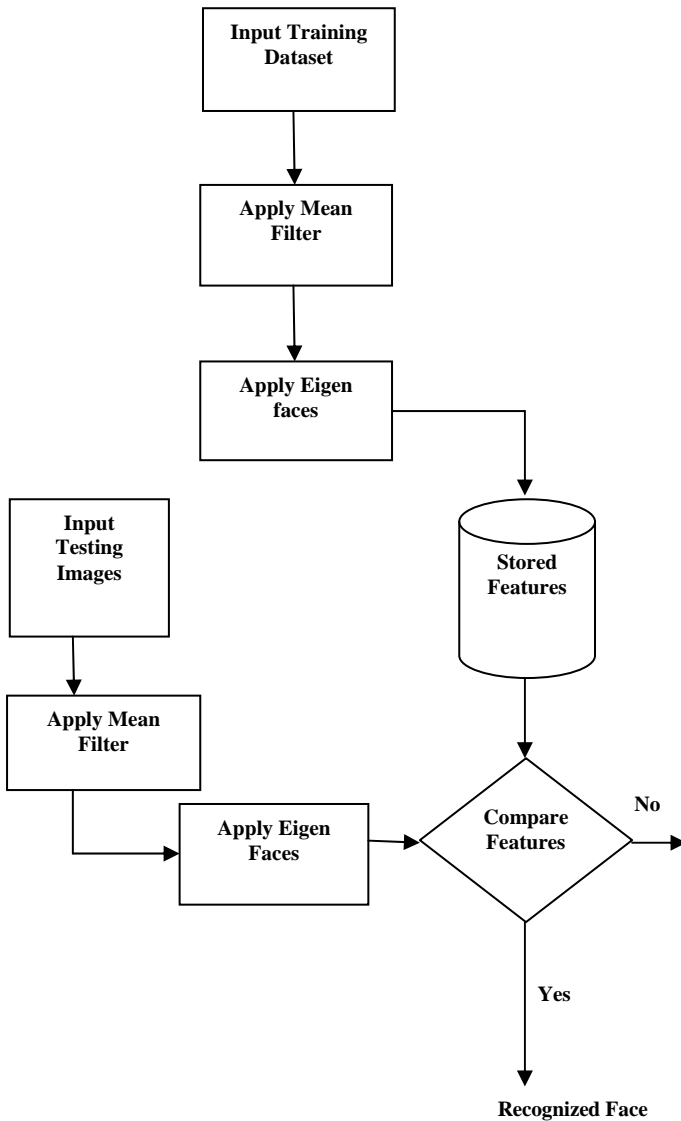 Input Training
Dataset
Apply Mean
Filter
Apply Eigen
faces
Input
Testing
Images
Stored
Features
Apply Mean
Filter
Apply Eigen
Faces
Compare
Features
No
Yes
Recognized Face